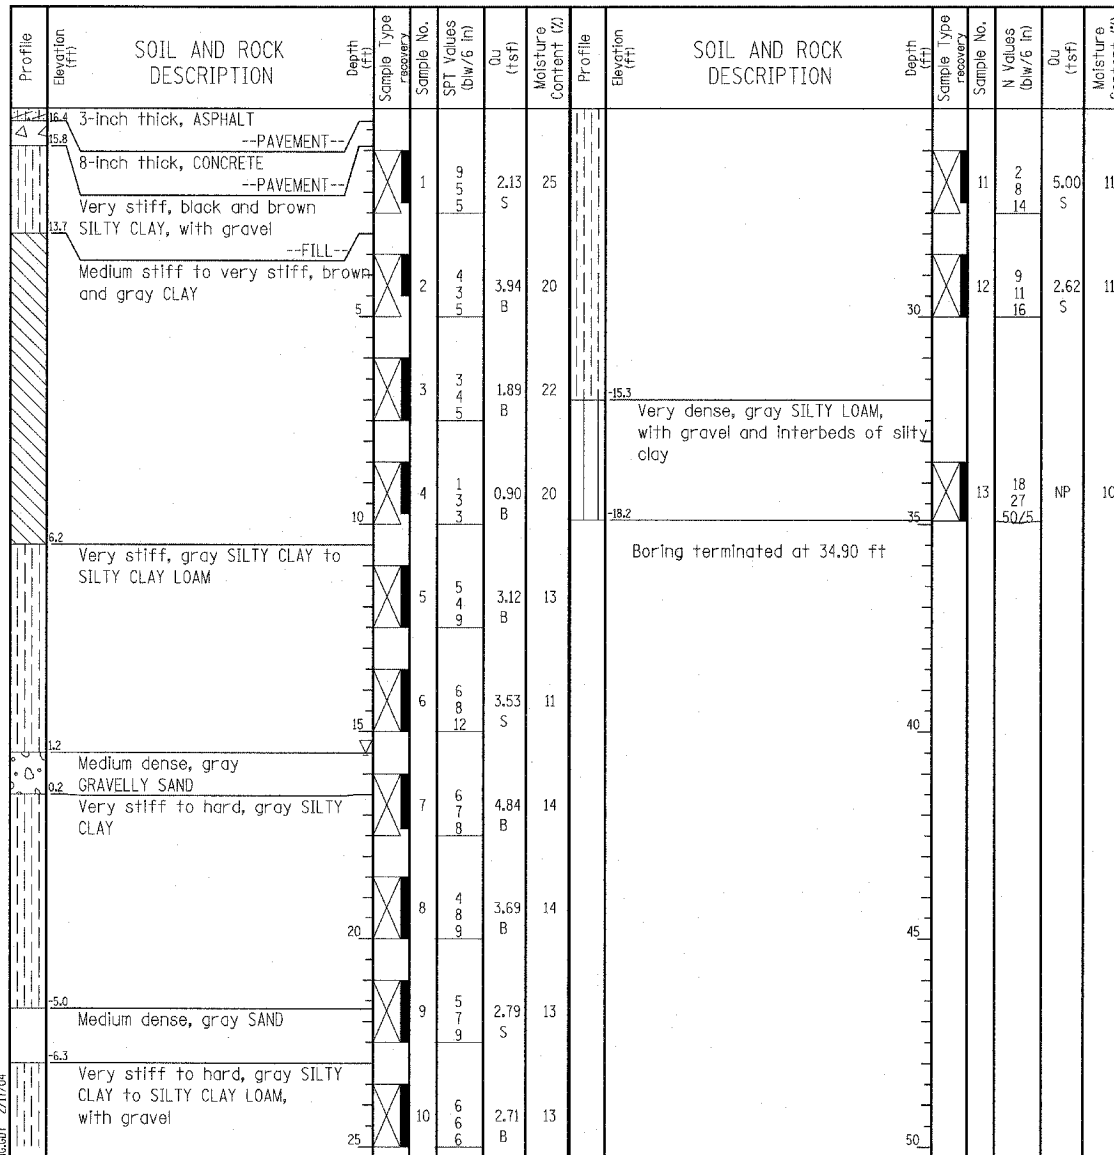 Profile
Elevation (ft)
SOIL AND ROCK DESCRIPTION
Depth (ft)
Sample Type recovery
Sample No.
SPT Values (blw/6 in)
Qu (tsf)
Moisture Content (%)
Profile
Elevation (ft)
SOIL AND ROCK DESCRIPTION
Depth (ft)
Sample Type recovery
Sample No.
N Values (blw/6 in)
Qu (tsf)
Moisture
16.4 3-inch thick, ASPHALT
--PAVEMENT--
15.8
8-inch thick, CONCRETE
--PAVEMENT--
1 9 5 5 2.13 S 25
Very stiff, black and brown
SILTY CLAY, with gravel
13.7
--FILL--
Medium stiff to very stiff, brown
and gray CLAY
2 4 3 5 3.94 B 20
5
3 3 4 5 1.89 B 22
4 1 3 3 0.90 B 20
10
6.2
Very stiff, gray SILTY CLAY to
SILTY CLAY LOAM
5 5 4 9 3.12 B 13
6 6 8 12 3.53 S 11
15
1.2
Medium dense, gray
GRAVELLY SAND
0.2
Very stiff to hard, gray SILTY
CLAY
7 6 7 8 4.84 B 14
8 4 8 9 3.69 B 14
20
-5.0
Medium dense, gray SAND
9 5 7 9 2.79 S 13
-6.3
Very stiff to hard, gray SILTY
CLAY to SILTY CLAY LOAM,
with gravel
10 6 6 6 2.71 B 13
25
11 2 8 14 5.00 S 11
12 9 11 16 2.62 S 11
30
-15.3
Very dense, gray SILTY LOAM,
with gravel and interbeds of silty
clay
13 18 27 50/5 NP 10
-18.2
35
Boring terminated at 34.90 ft
40
45
50